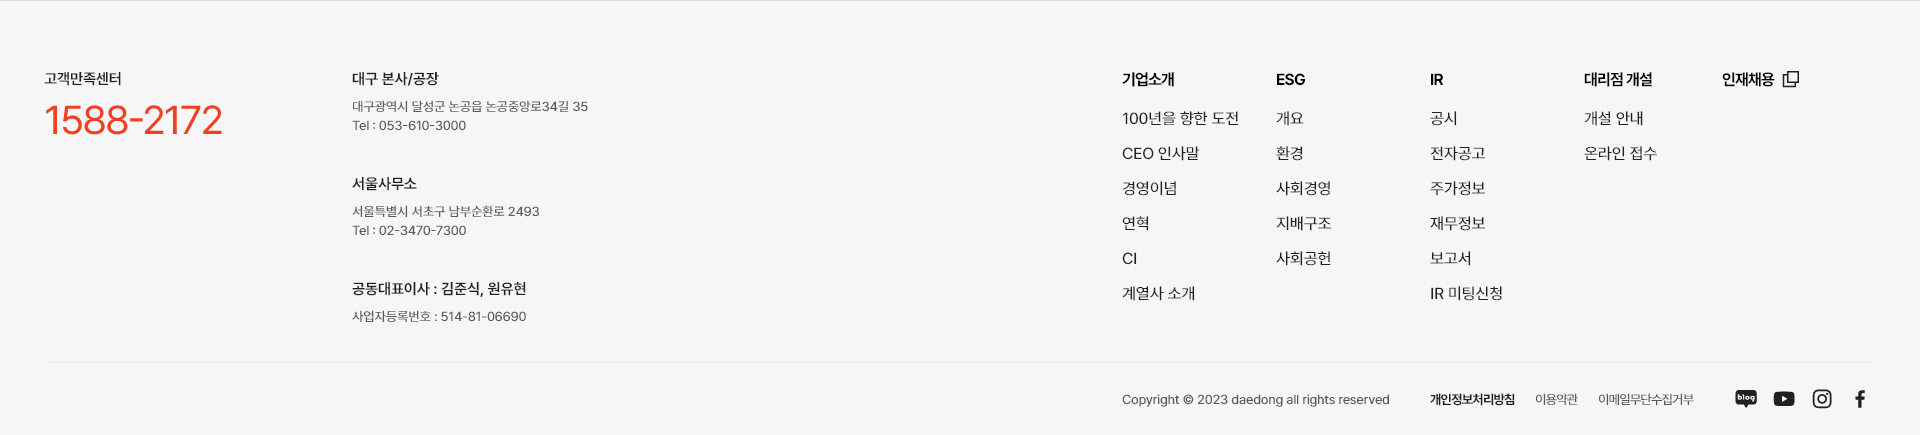 고객만족센터
1588-2172
대구 본사/공장
대구광역시 달성군 논공읍 논공중앙로34길 35
Tel : 053-610-3000
서울사무소
서울특별시 서초구 남부순환로 2493
Tel : 02-3470-7300
공동대표이사 : 김준식, 원유현
사업자등록번호 : 514-81-06690
기업소개
100년을 향한 도전
CEO 인사말
경영이념
연혁
CI
계열사 소개
ESG
개요
환경
사회경영
지배구조
사회공헌
IR
공시
전자공고
주가정보
재무정보
보고서
IR 미팅신청
대리점 개설
개설 안내
온라인 접수
인재채용
Copyright © 2023 daedong all rights reserved
개인정보처리방침
이용약관
이메일무단수집거부
blog